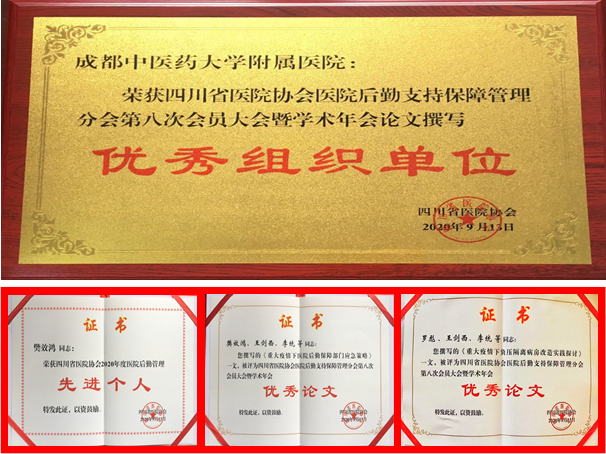 成都中医药大学附属医院：
荣获四川省医院协会医院后勤支持保障管理
分会第八次会员大会暨学术年会论文撰写
优秀组织单位
四川省医院协会
2020年9月15日
证书
樊效鸿 同志：
荣获四川省医院协会2020年度医院后勤管理
先进个人
特发此证，以资鼓励。
证书
樊效鸿、王剑西、李统等 同志：
您撰写的《重大疫情下医院后勤保障部门应急策略》
一文，被评为四川省医院协会医院后勤支持保障管理分会第八次
会员大会暨学术年会
优秀论文
特发此证，以资鼓励。
证书
罗彪、王剑西、李统等 同志：
您撰写的《重大疫情下负压隔离病房改造实践探讨》
一文，被评为四川省医院协会医院后勤支持保障管理分会
第八次会员大会暨学术年会
优秀论文
特发此证，以资鼓励。